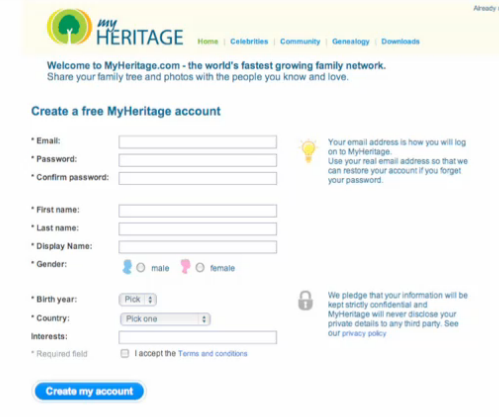 Already
my
HERITAGE
Home | Celebrities | Community | Genealogy | Downloads
Welcome to MyHeritage.com - the world's fastest growing family network.
Share your family tree and photos with the people you know and love.
Create a free MyHeritage account
* Email:
* Password:
* Confirm password:
Your email address is how you will log
on to MyHeritage.
Use your real email address so that we
can restore your account if you forget
your password.
* First name:
* Last name:
* Display Name:
* Gender:
male
female
* Birth year:
Pick
* Country:
Pick one
Interests:
We pledge that your information will be
kept strictly confidential and
MyHeritage will never disclose your
private details to any third party. See
our privacy policy
* Required field
I accept the Terms and conditions
Create my account